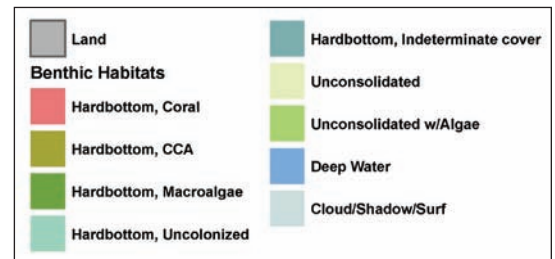 Land
Benthic Habitats
Hardbottom, Coral
Hardbottom, CCA
Hardbottom, Macroalgae
Hardbottom, Uncolonized
Hardbottom, Indeterminate cover
Unconsolidated
Unconsolidated w/Algae
Deep Water
Cloud/Shadow/Surf